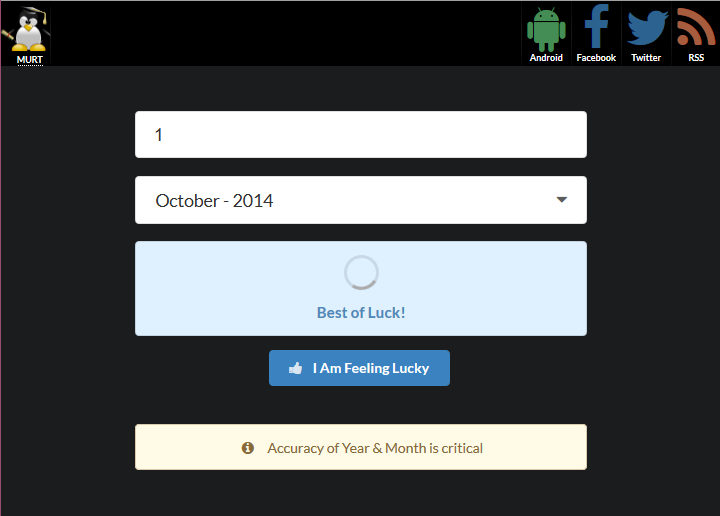 MURT
Android
Facebook
Twitter
RSS
1
October - 2014
Best of Luck!
I Am Feeling Lucky
Accuracy of Year & Month is critical